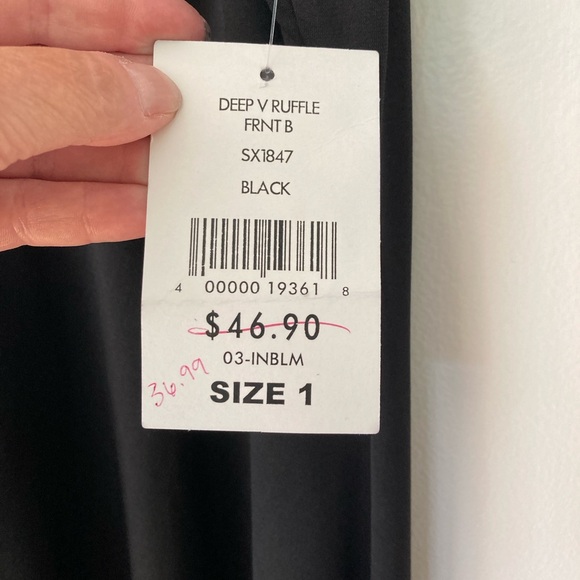 DEEP V RUFFLE
FRNT B
SX1847
BLACK
4 00000 19361 8
$46.90
03-INBLM
36.99
SIZE 1